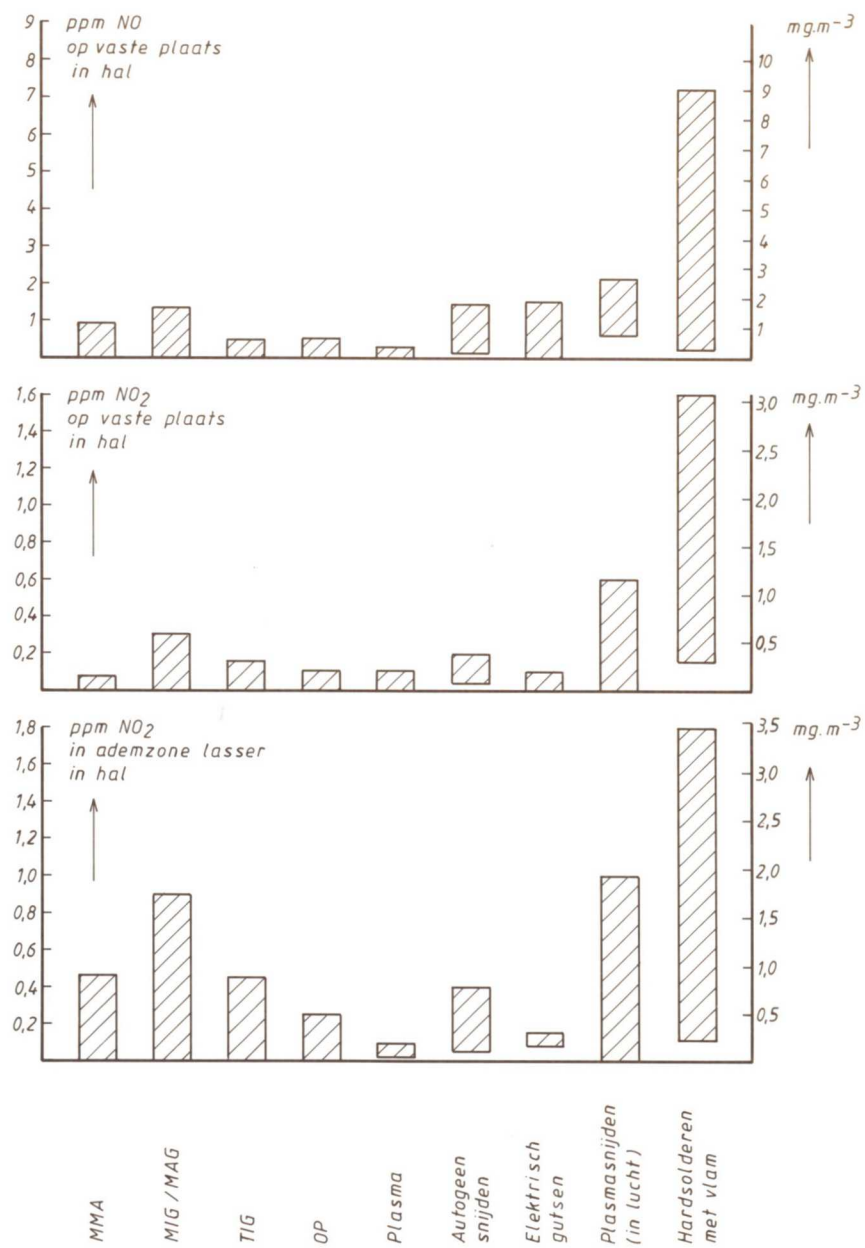 ppm NO
op vaste plaats
in hal
mg.m⁻³
9
8
7
6
5
4
3
2
1
10
9
8
7
6
5
4
3
2
1
ppm NO₂
op vaste plaats
in hal
mg.m⁻³
1,6
1,4
1,2
1,0
0,8
0,6
0,4
0,2
3,0
2,5
2,0
1,5
1,0
0,5
ppm NO₂
in ademzone lasser
in hal
mg.m⁻³
1,8
1,6
1,4
1,2
1,0
0,8
0,6
0,4
0,2
3,5
3,0
2,5
2,0
1,5
1,0
0,5
MMA
MIG/MAG
TIG
OP
Plasma
Autogeen
snijden
Elektrisch
gutsen
Plasmasnijden
(in lucht)
Hardsolderen
met vlam